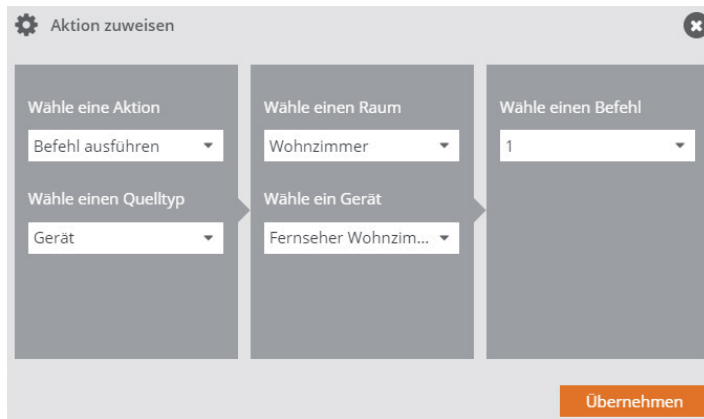 Aktion zuweisen
Wähle eine Aktion
Befehl ausführen
Wähle einen Quelltyp
Gerät
Wähle einen Raum
Wohnzimmer
Wähle ein Gerät
Fernseher Wohnzim...
Wähle einen Befehl
1
Übernehmen